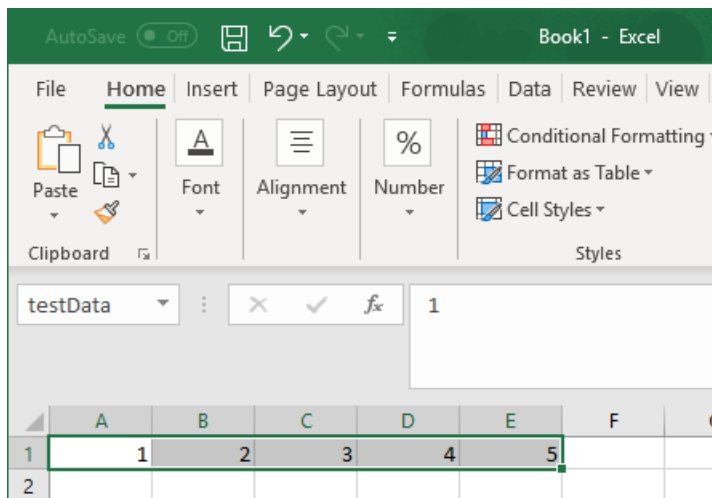 AutoSave Off Book1 - Excel
File Home Insert Page Layout Formulas Data Review View
Paste
Font
Alignment
Number
Conditional Formatting
Format as Table
Cell Styles
Clipboard
Styles
testData fx 1
A B C D E F
1 1 2 3 4 5
2